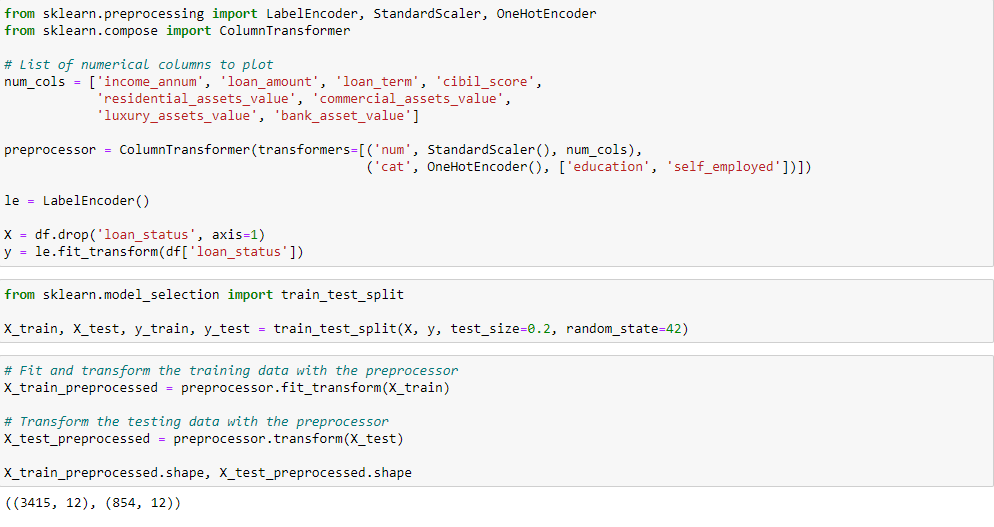 from sklearn.preprocessing import LabelEncoder, StandardScaler, OneHotEncoder
from sklearn.compose import ColumnTransformer
# List of numerical columns to plot
num_cols = ['income_annum', 'loan_amount', 'loan_term', 'cibil_score',
'residential_assets_value', 'commercial_assets_value',
'luxury_assets_value', 'bank_asset_value']
preprocessor = ColumnTransformer(transformers=[('num', StandardScaler(), num_cols),
('cat', OneHotEncoder(), ['education', 'self_employed'])])
le = LabelEncoder()
X = df.drop('loan_status', axis=1)
y = le.fit_transform(df['loan_status'])
from sklearn.model_selection import train_test_split
X_train, X_test, y_train, y_test = train_test_split(X, y, test_size=0.2, random_state=42)
# Fit and transform the training data with the preprocessor
X_train_preprocessed = preprocessor.fit_transform(X_train)
# Transform the testing data with the preprocessor
X_test_preprocessed = preprocessor.transform(X_test)
X_train_preprocessed.shape, X_test_preprocessed.shape
((3415, 12), (854, 12))